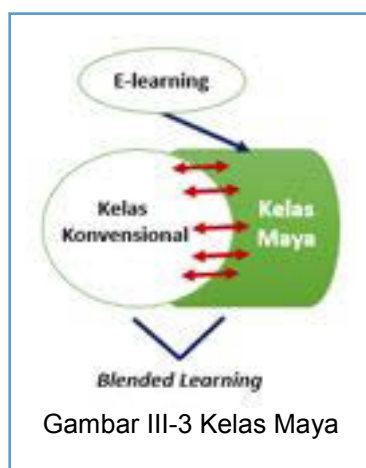 E-learning
Kelas
Konvensional
Kelas
Maya
Blended Learning
Gambar III-3 Kelas Maya